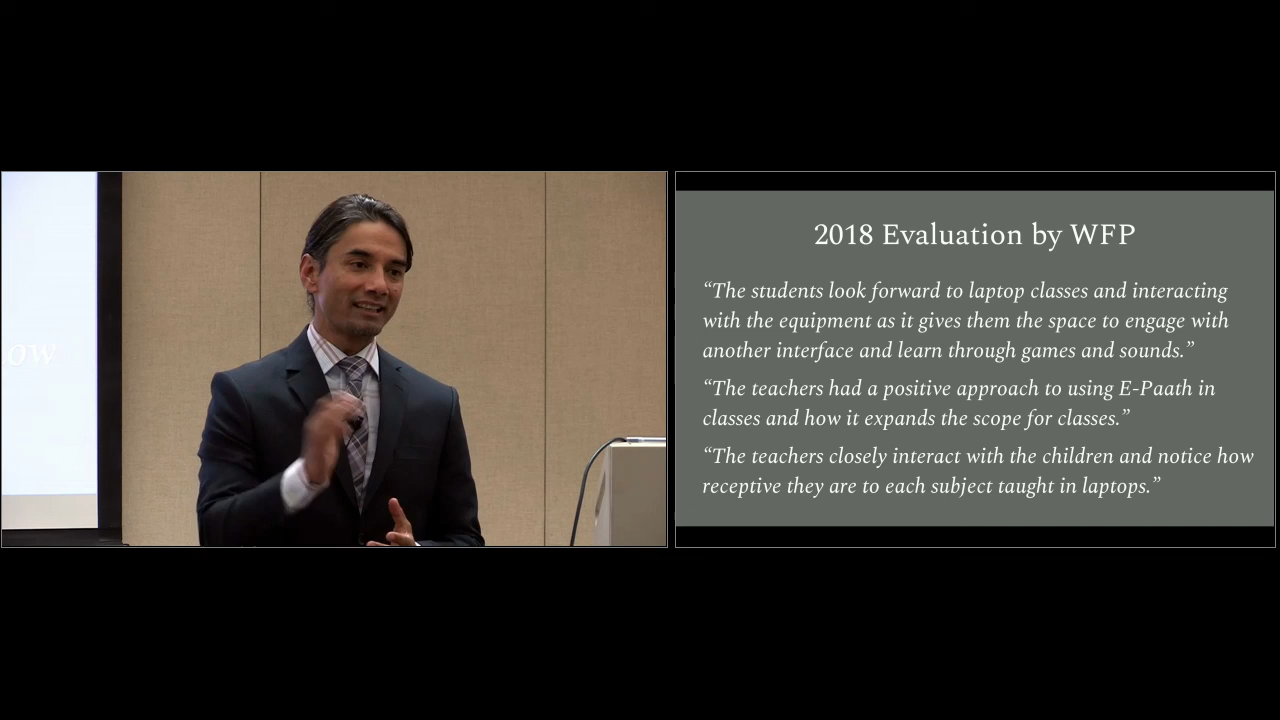 ow
2018 Evaluation by WFP
“The students look forward to laptop classes and interacting
with the equipment as it gives them the space to engage with
another interface and learn through games and sounds.”
“The teachers had a positive approach to using E-Paath in
classes and how it expands the scope for classes.”
“The teachers closely interact with the children and notice how
receptive they are to each subject taught in laptops.”